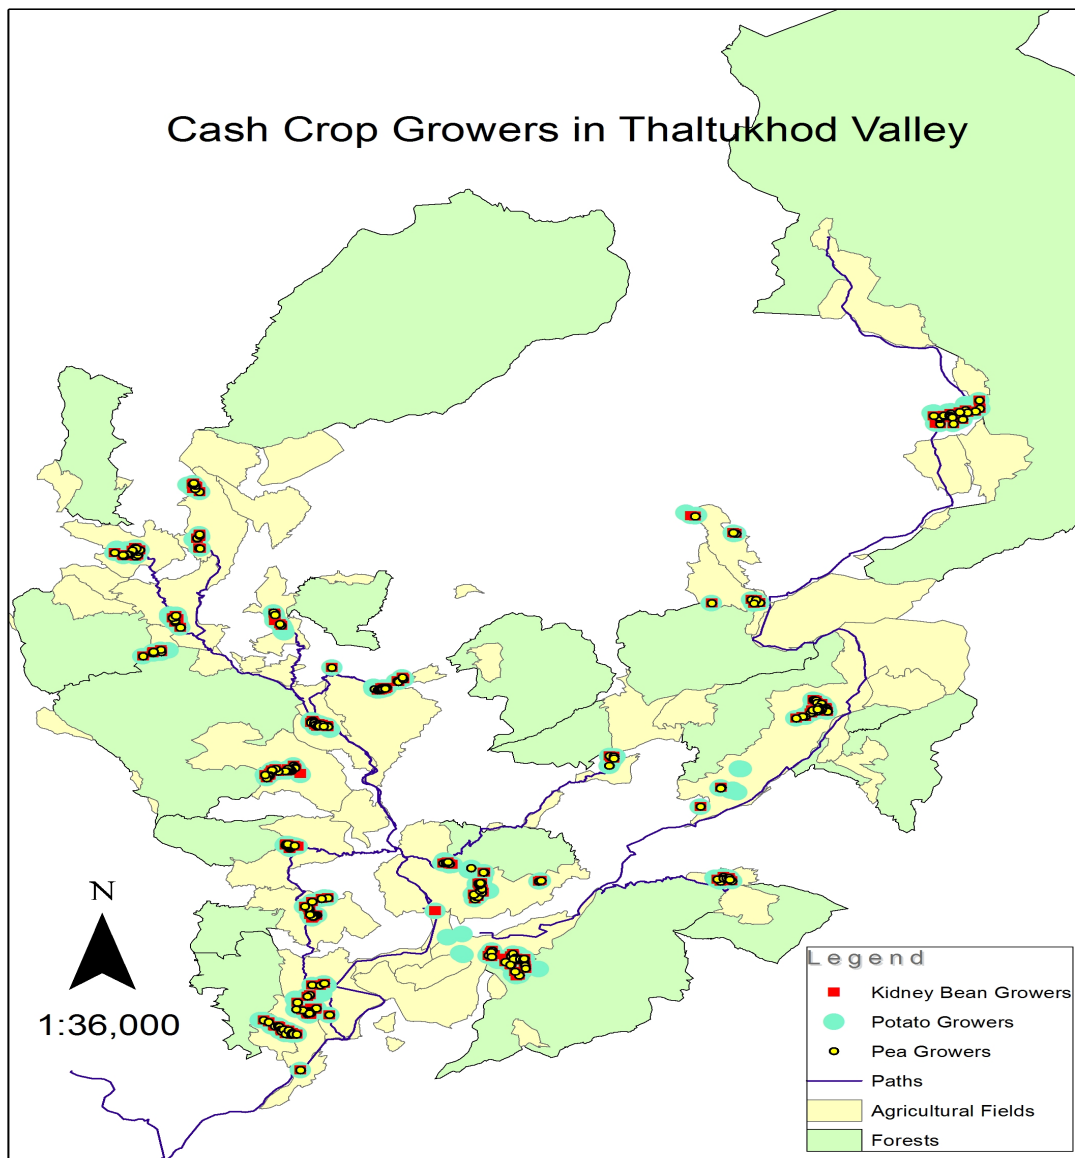 Cash Crop Growers in Thaltukhod Valley
N
1:36,000
Legend
Kidney Bean Growers
Potato Growers
Pea Growers
Paths
Agricultural Fields
Forests